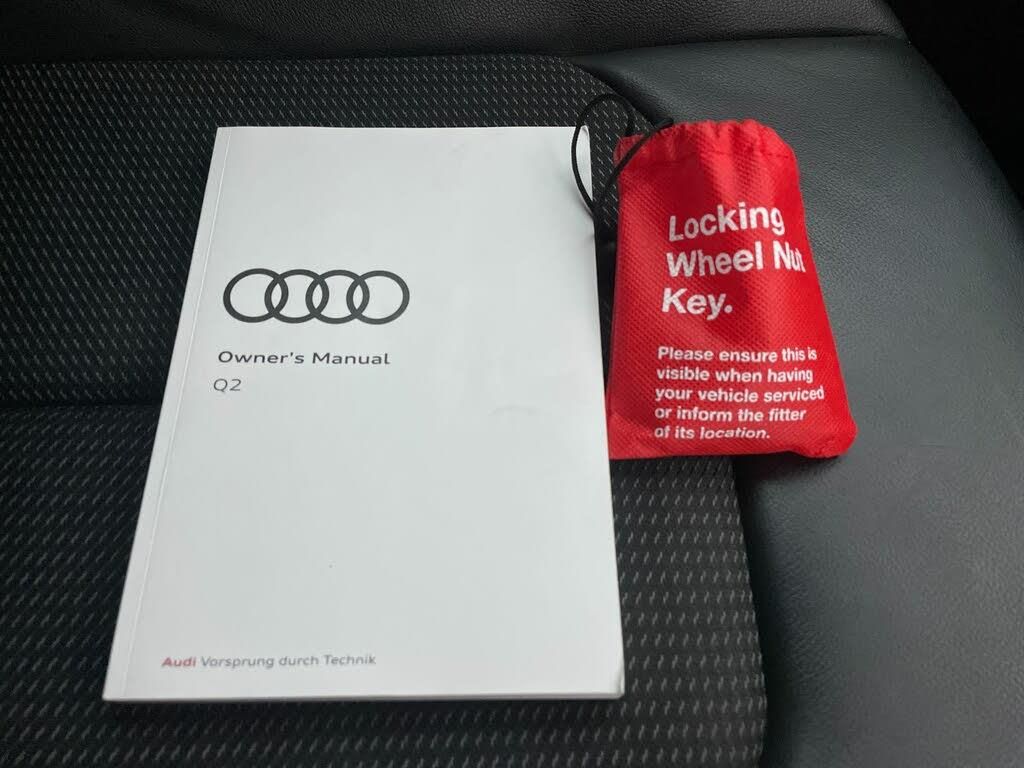 Owner's Manual
Q2
Audi Vorsprung durch Technik
Locking
Wheel Nut
Key.
Please ensure this is
visible when having
your vehicle serviced
or inform the fitter
of its location.